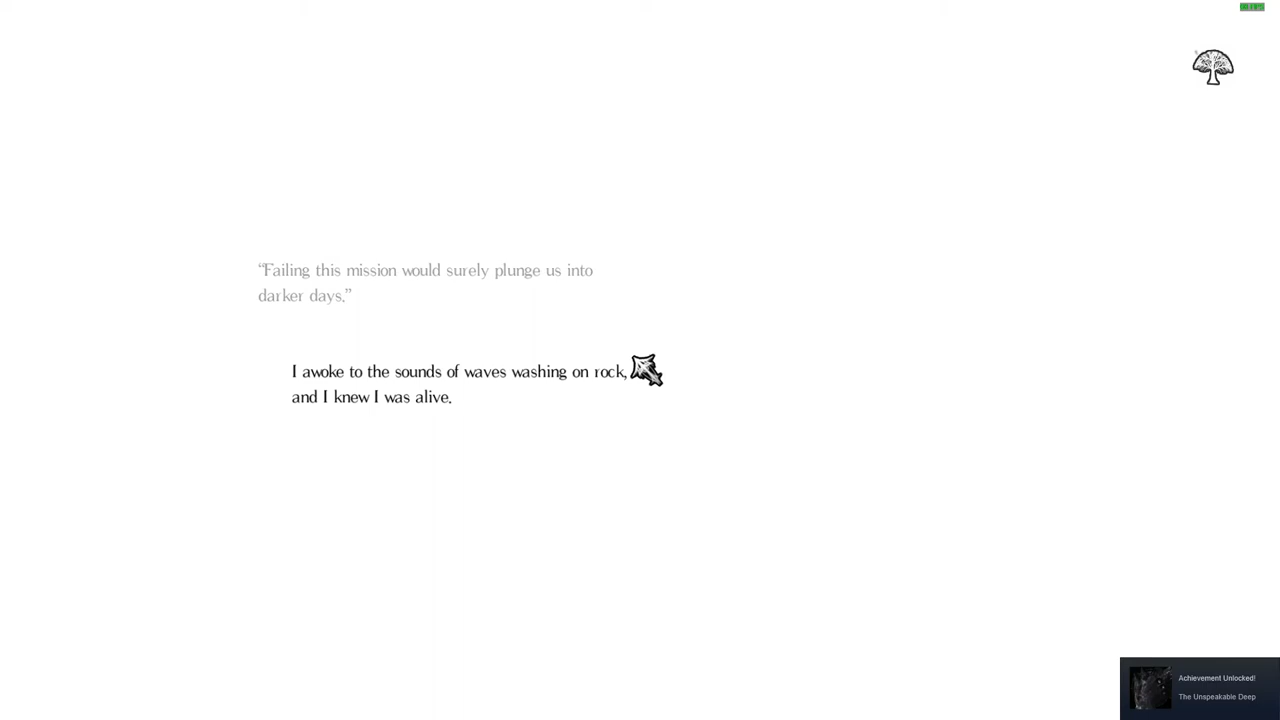 “Failing this mission would surely plunge us into
darker days.”
I awoke to the sounds of waves washing on rock,
and I knew I was alive.
Achievement Unlocked!
The Unspeakable Deep